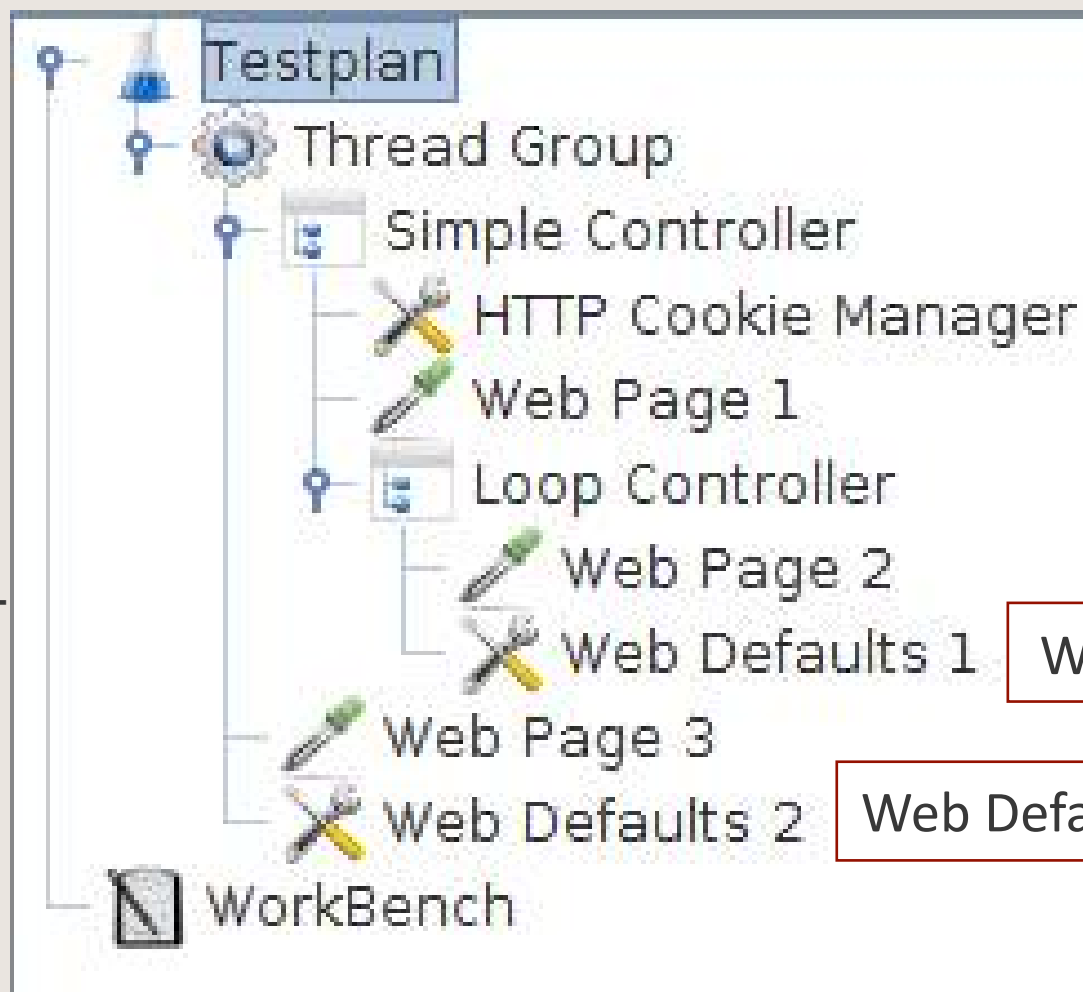 Testplan
Thread Group
Simple Controller
HTTP Cookie Manager
Web Page 1
Loop Controller
Web Page 2
Web Defaults 1
Web Page 3
Web Defaults 2
Web
WorkBench